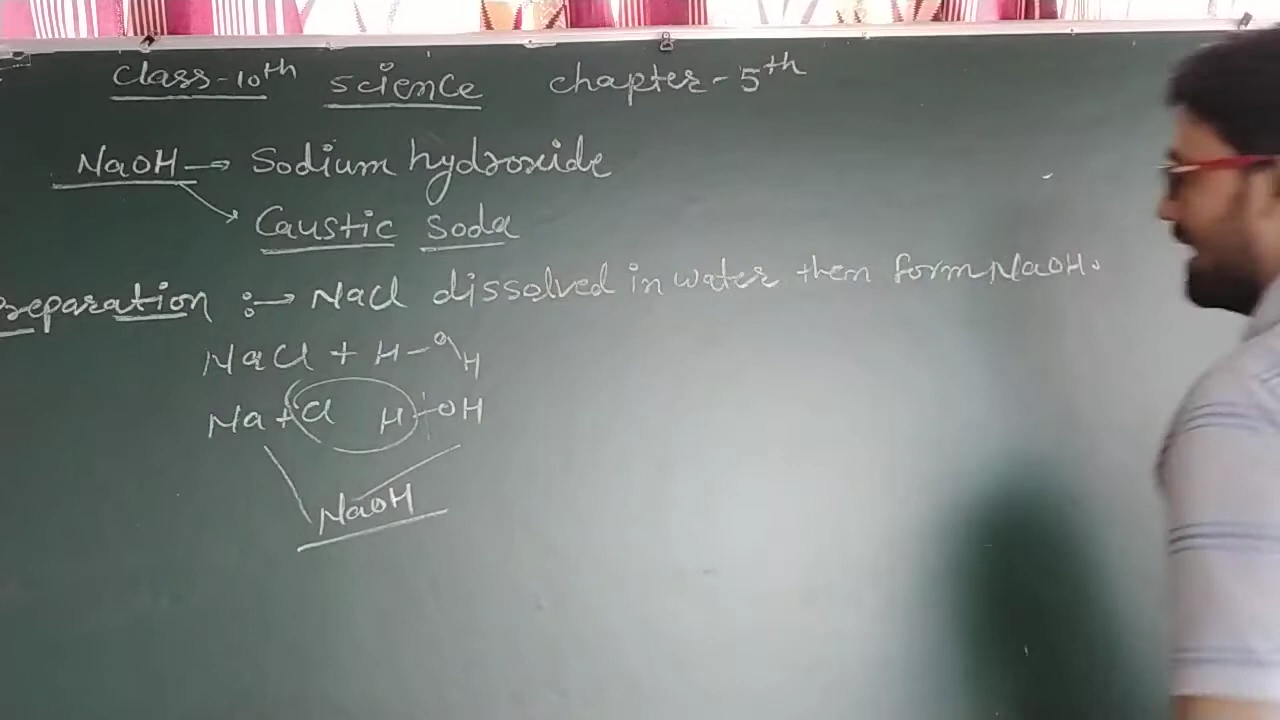 class-10th science chapter-5th
NaOH → Sodium hydroxide
Caustic soda
Preparation :→ NaCl dissolved in water then form NaOH.
NaCl + H-O\H
Na+Cl H-OH
NaOH